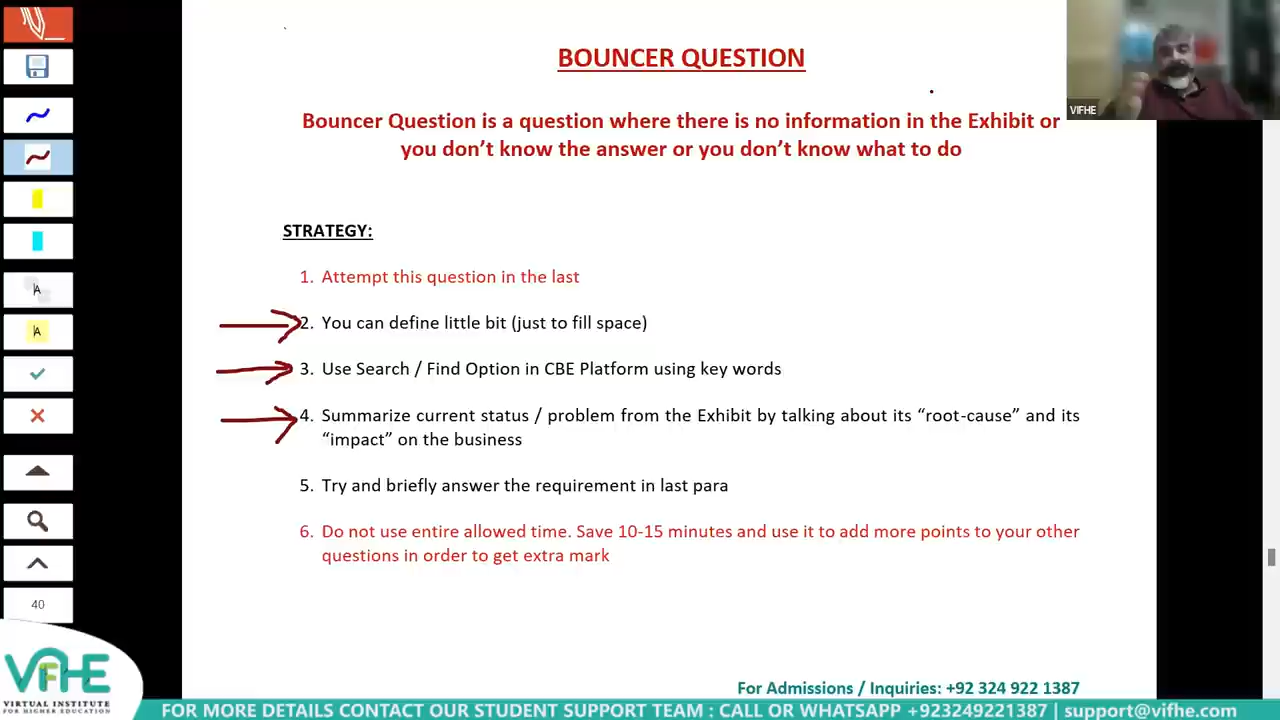 BOUNCER QUESTION
VIFHE
Bouncer Question is a question where there is no information in the Exhibit or
you don’t know the answer or you don’t know what to do
STRATEGY:
1. Attempt this question in the last
2. You can define little bit (just to fill space)
3. Use Search / Find Option in CBE Platform using key words
4. Summarize current status / problem from the Exhibit by talking about its “root-cause” and its
“impact” on the business
5. Try and briefly answer the requirement in last para
6. Do not use entire allowed time. Save 10-15 minutes and use it to add more points to your other
questions in order to get extra mark
A
A
40
VIFHE
VIRTUAL INSTITUTE
FOR HIGHER EDUCATION
For Admissions / Inquiries: +92 324 922 1387
FOR MORE DETAILS CONTACT OUR STUDENT SUPPORT TEAM : CALL OR WHATSAPP +923249221387 | support@vifhe.com